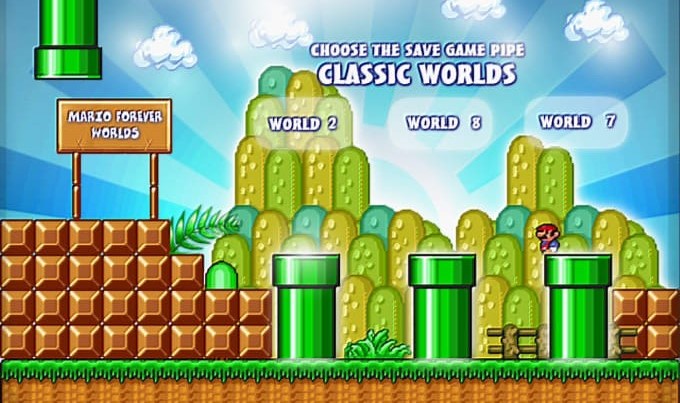 CHOOSE THE SAVE GAME PIPE
CLASSIC WORLDS
MARIO FOREVER
WORLDS
WORLD 2
WORLD 8
WORLD 7